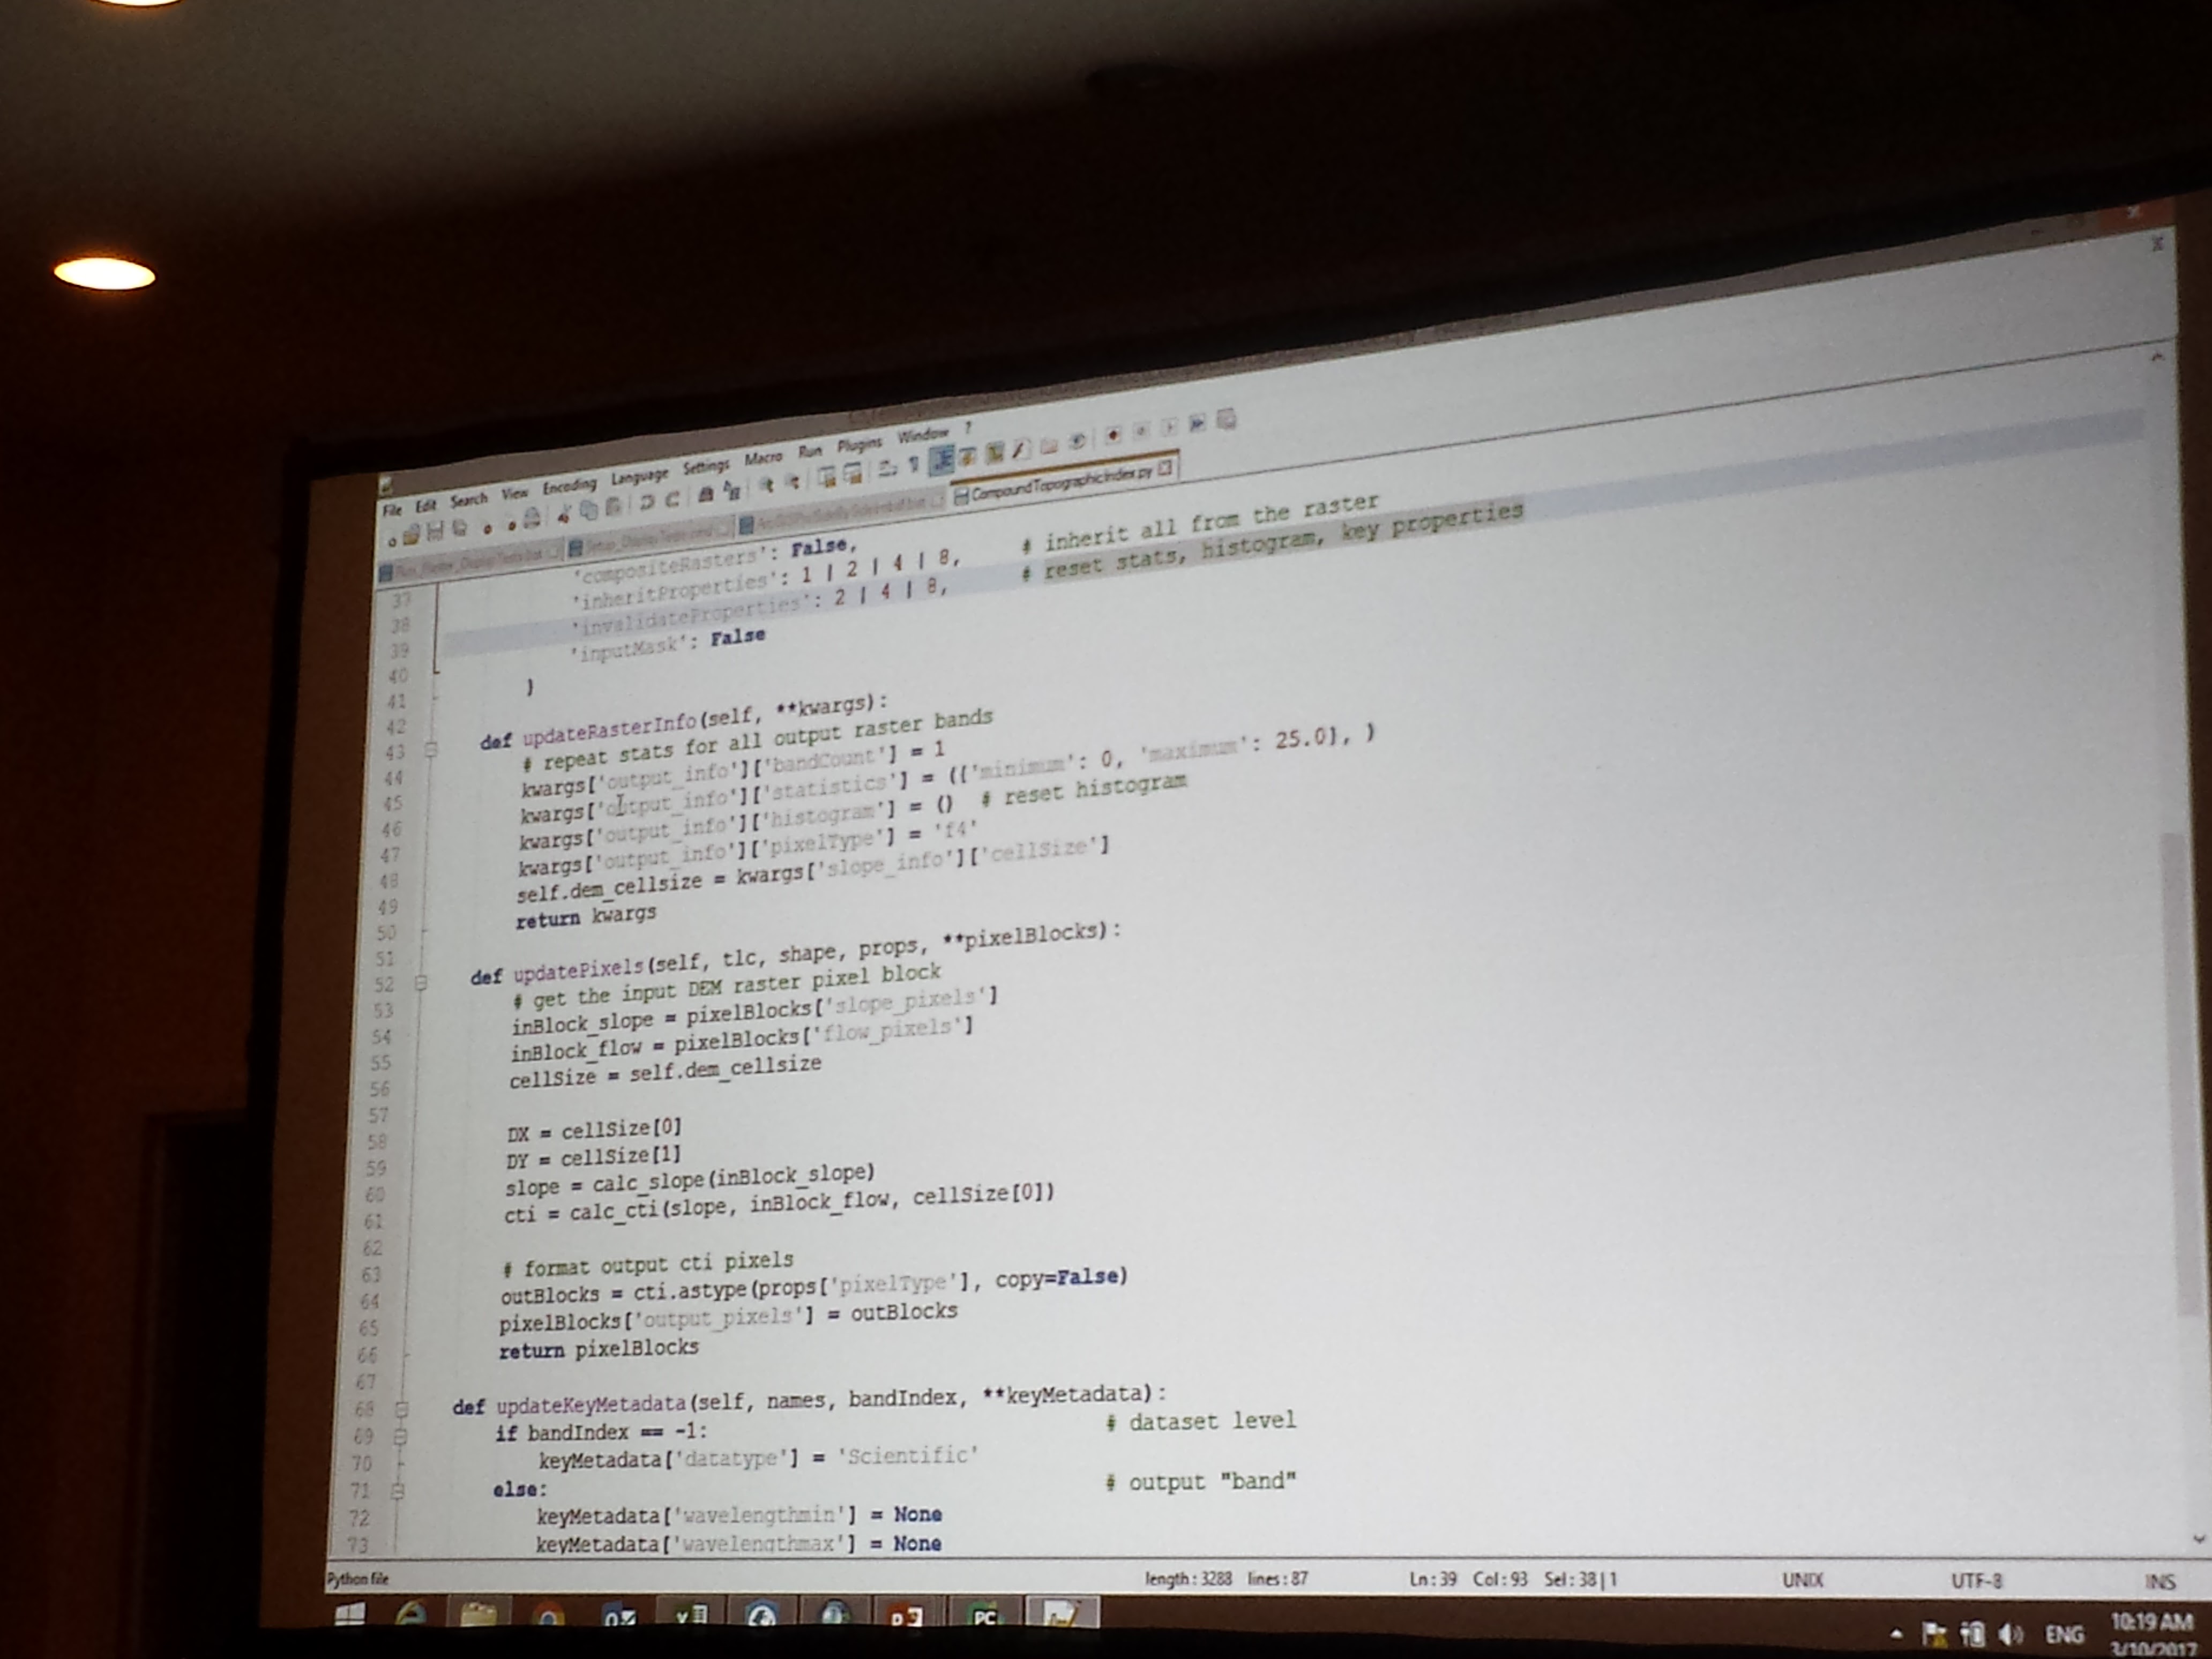 File Edit Search View Encoding Language Settings Macro Run Plugins Window ?
CompoundTopographicIndex.py
'compositeRasters': False,
37 'inheritProperties': 1 | 2 | 4 | 8, # inherit all from the raster
38 'invalidateProperties': 2 | 4 | 8, # reset stats, histogram, key properties
39 'inputMask': False
40 }
41
42 def updateRasterInfo(self, **kwargs):
43 # repeat stats for all output raster bands
44 kwargs['output_info']['bandCount'] = 1
45 kwargs['output_info']['statistics'] = ({'minimum': 0, 'maximum': 25.0}, )
46 kwargs['output_info']['histogram'] = () # reset histogram
47 kwargs['output_info']['pixelType'] = 'f4'
48 self.dem_cellsize = kwargs['slope_info']['cellSize']
49 return kwargs
50
51 def updatePixels(self, tlc, shape, props, **pixelBlocks):
52 # get the input DEM raster pixel block
53 inBlock_slope = pixelBlocks['slope_pixels']
54 inBlock_flow = pixelBlocks['flow_pixels']
55 cellSize = self.dem_cellsize
56
57 DX = cellSize[0]
58 DY = cellSize[1]
59 slope = calc_slope(inBlock_slope)
60 cti = calc_cti(slope, inBlock_flow, cellSize[0])
61
62 # format output cti pixels
63 outBlocks = cti.astype(props['pixelType'], copy=False)
64 pixelBlocks['output_pixels'] = outBlocks
65 return pixelBlocks
66
67
68 def updateKeyMetadata(self, names, bandIndex, **keyMetadata):
69 if bandIndex == -1: # dataset level
70 keyMetadata['datatype'] = 'Scientific'
71 else: # output "band"
72 keyMetadata['wavelengthmin'] = None
73 keyMetadata['wavelengthmax'] = None
Python file length : 3288 lines : 87 Ln : 39 Col : 93 Sel : 38 | 1 UNIX UTF-8 INS
ENG 10:19 AM
3/10/2017